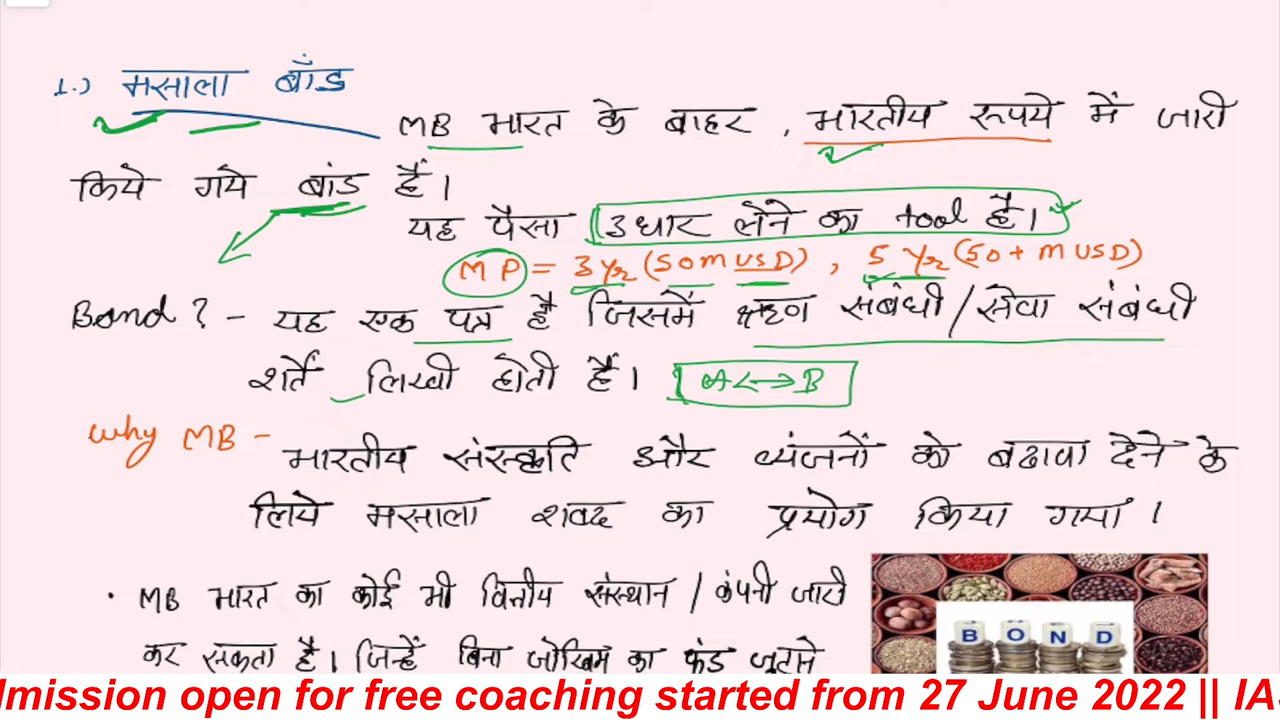 1.) मसाला बाँड
MB भारत के बाहर , भारतीय रूपये में जारी
किये गये बांड हैं।
यह पैसा उधार लेने का tool है।
MP = 3 Yr (50 m USD) , 5 Yr (50+ m USD)
Bond ? - यह एक पत्र है जिसमें ऋण संबंधी / सेवा संबंधी
शर्तें लिखी होती हैं। A <-> B
Why MB - भारतीय संस्कृति और व्यंजनों को बढावा देने के
लिये मसाला शब्द का प्रयोग किया गया ।
• MB भारत का कोई भी वित्तीय संस्थान / कंपनी जारी
कर सकता है। जिन्हें बिना जोखिम का फंड जुटाने
BOND
dmission open for free coaching started from 27 June 2022 || IA